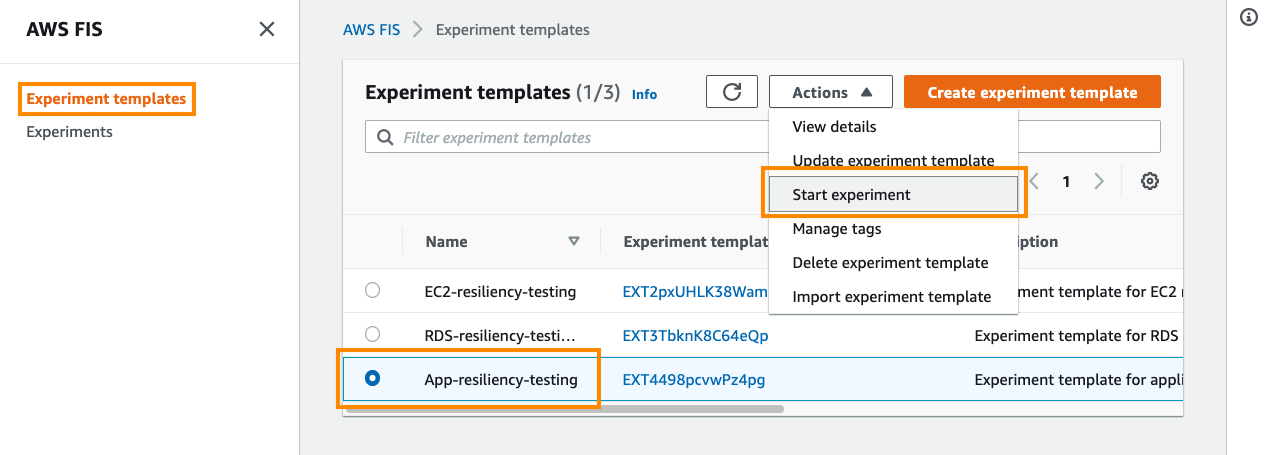 AWS FIS
Experiment templates
Experiments
AWS FIS
Experiment templates
Experiment templates (1/3) Info
Actions
Create experiment template
Filter experiment templates
View details
Update experiment template
Start experiment
Manage tags
Delete experiment template
Import experiment template
1
Name
Experiment templat
ption
EC2-resiliency-testing
EXT2pxUHLK38Wam
ment template for EC2
RDS-resiliency-testi...
EXT3TbknK8C64eQp
Experiment template for RDS
App-resiliency-testing
EXT4498pcvwPz4pg
Experiment template for appli